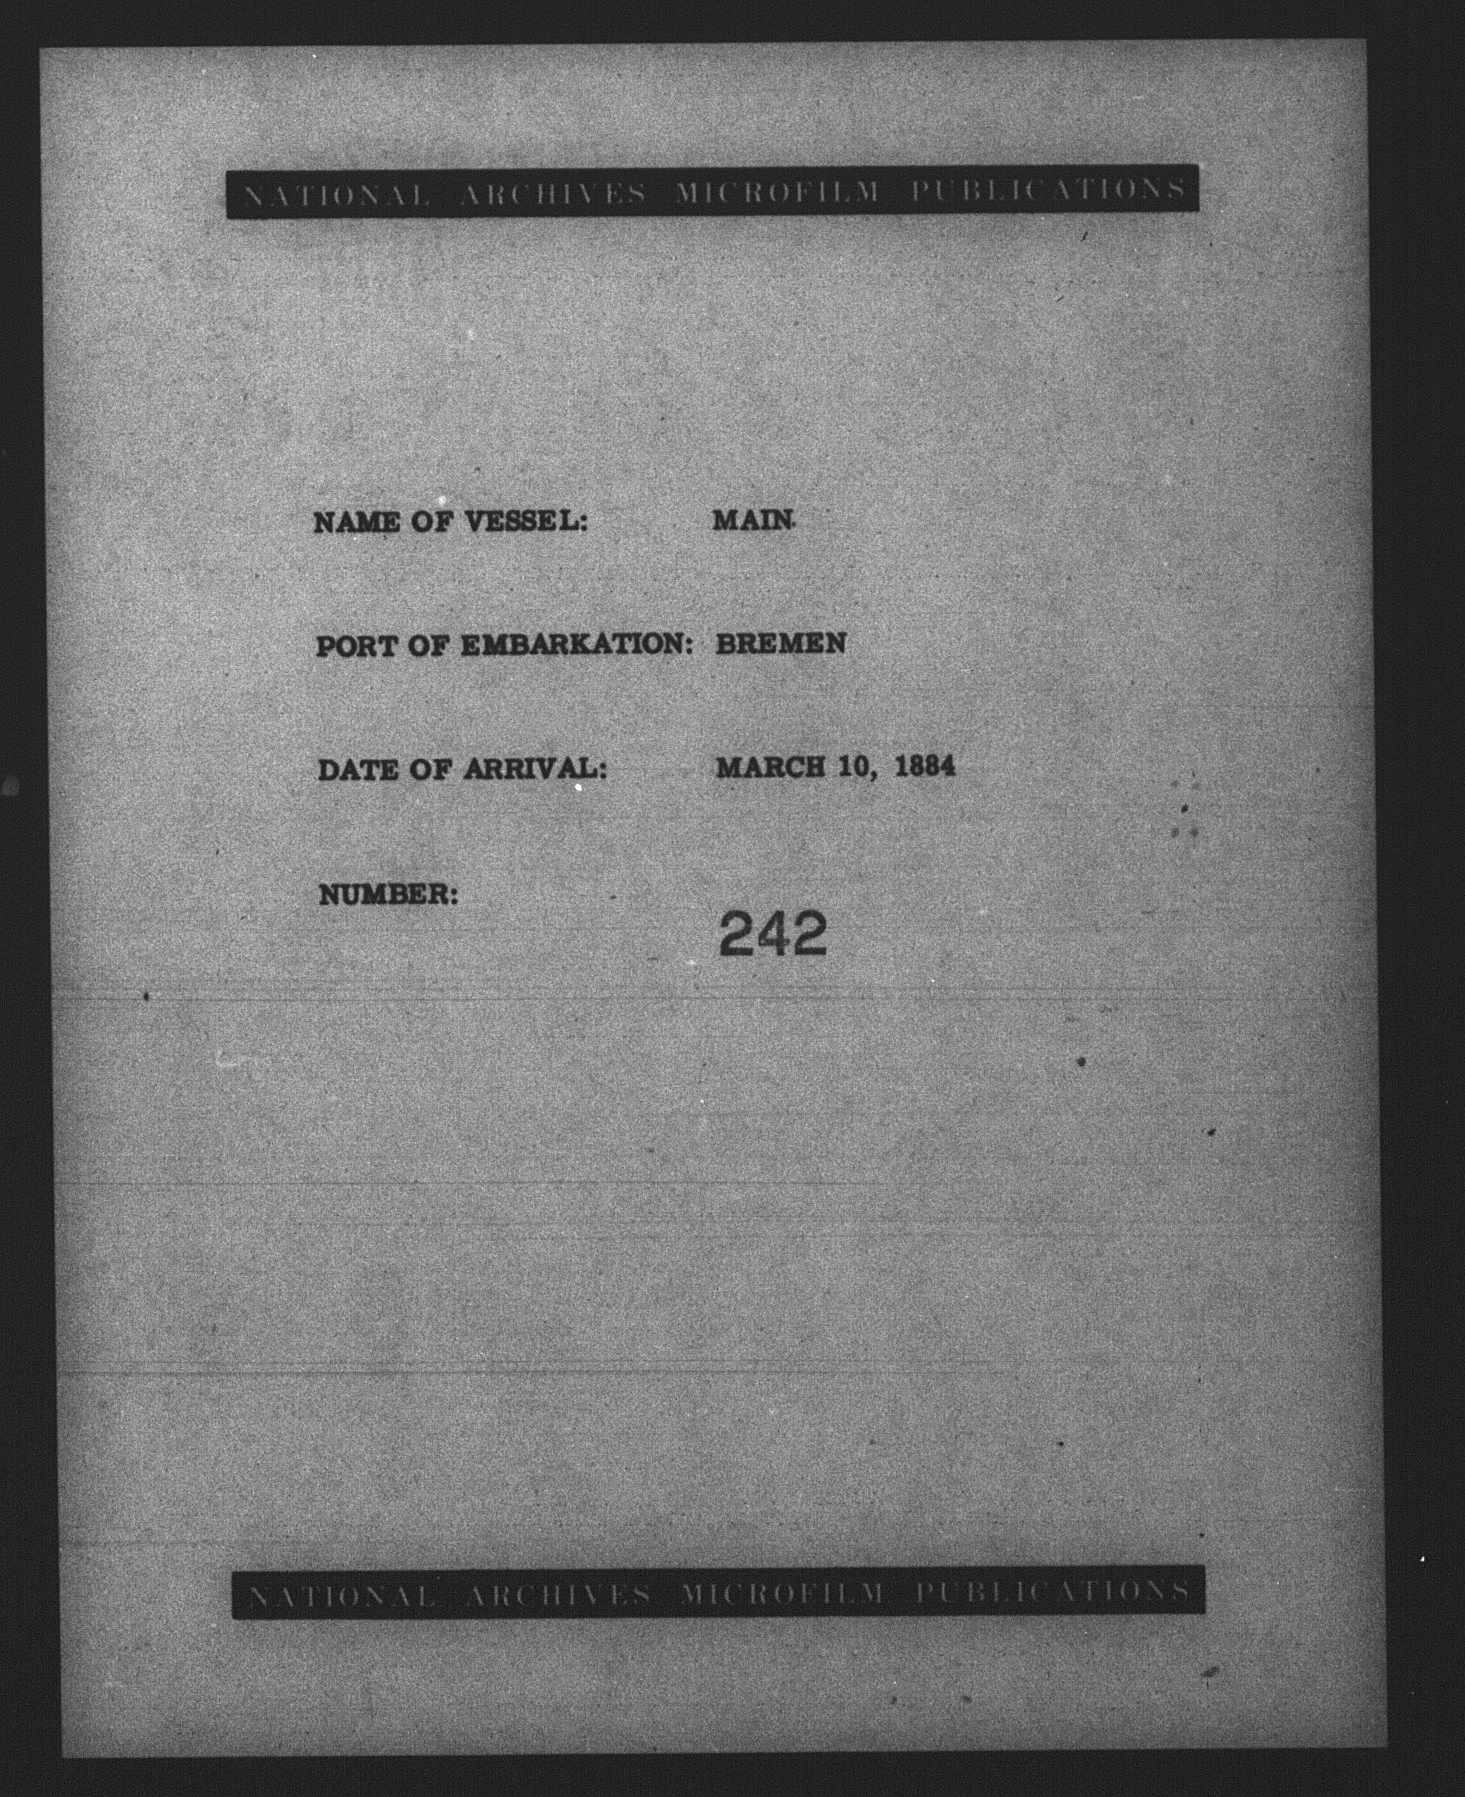 NATIONAL ARCHIVES MICROFILM PUBLICATIONS
NAME OF VESSEL: MAIN
PORT OF EMBARKATION: BREMEN
DATE OF ARRIVAL: MARCH 10, 1884
NUMBER:
242
NATIONAL ARCHIVES MICROFILM PUBLICATIONS